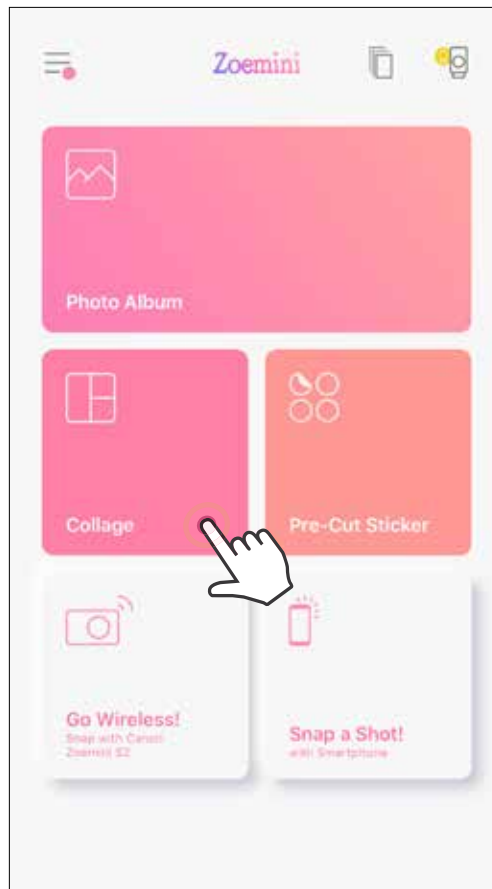 Zoemini
Photo Album
Collage
Pre-Cut Sticker
Go Wireless!
Snap with Canon
Zoemini S2
Snap a Shot!
with Smartphone